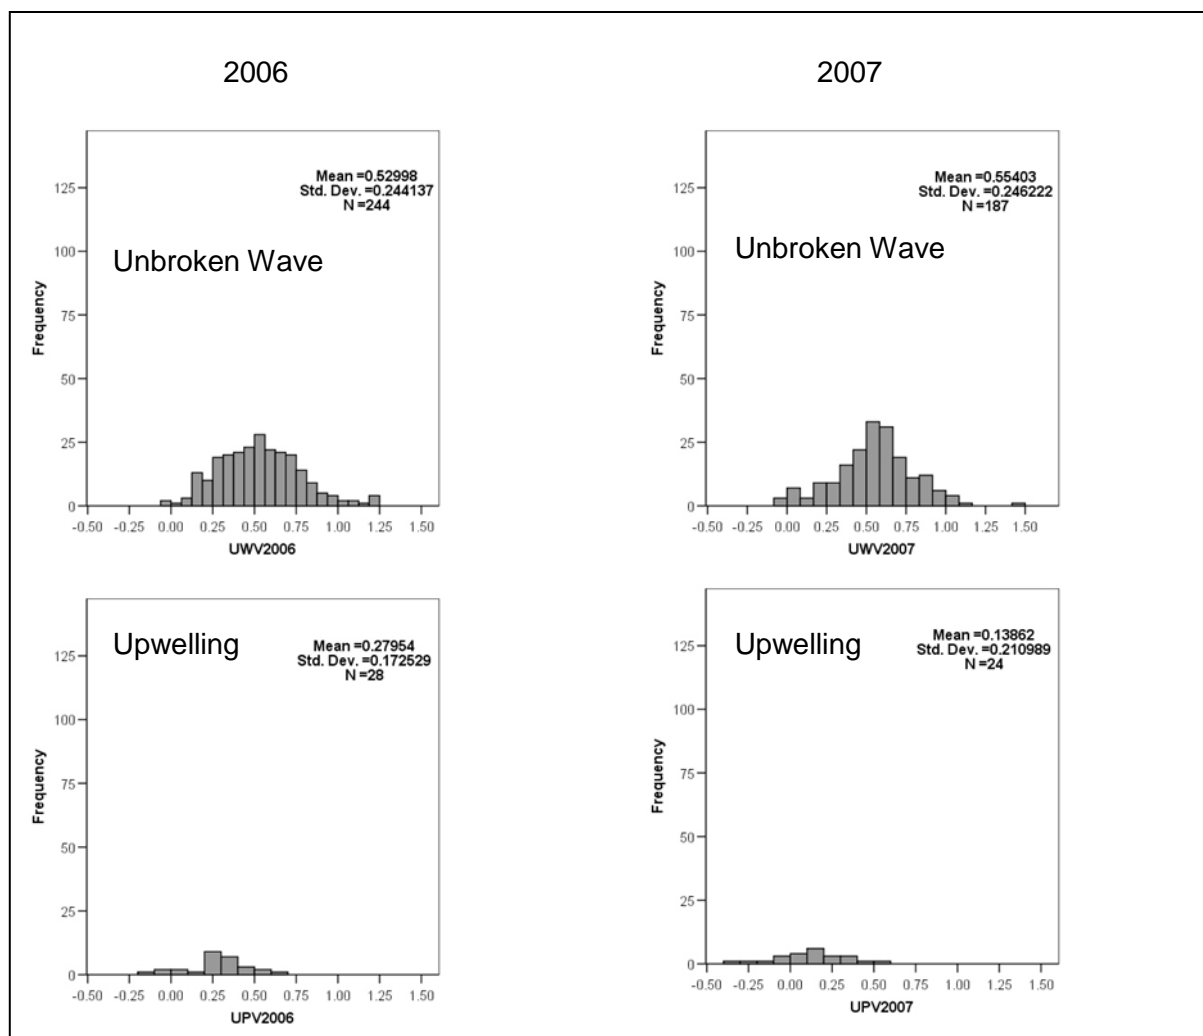 2006
2007
Mean =0.52998
Std. Dev. =0.244137
N =244
Unbroken Wave
Frequency
125
100
75
50
25
0
-0.50 -0.25 0.00 0.25 0.50 0.75 1.00 1.25 1.50
UWV2006
Mean =0.55403
Std. Dev. =0.246222
N =187
Unbroken Wave
Frequency
125
100
75
50
25
0
-0.50 -0.25 0.00 0.25 0.50 0.75 1.00 1.25 1.50
UWV2007
Upwelling
Mean =0.27954
Std. Dev. =0.172529
N =28
Frequency
125
100
75
50
25
0
-0.50 -0.25 0.00 0.25 0.50 0.75 1.00 1.25 1.50
UPV2006
Upwelling
Mean =0.13862
Std. Dev. =0.210989
N =24
Frequency
125
100
75
50
25
0
-0.50 -0.25 0.00 0.25 0.50 0.75 1.00 1.25 1.50
UPV2007